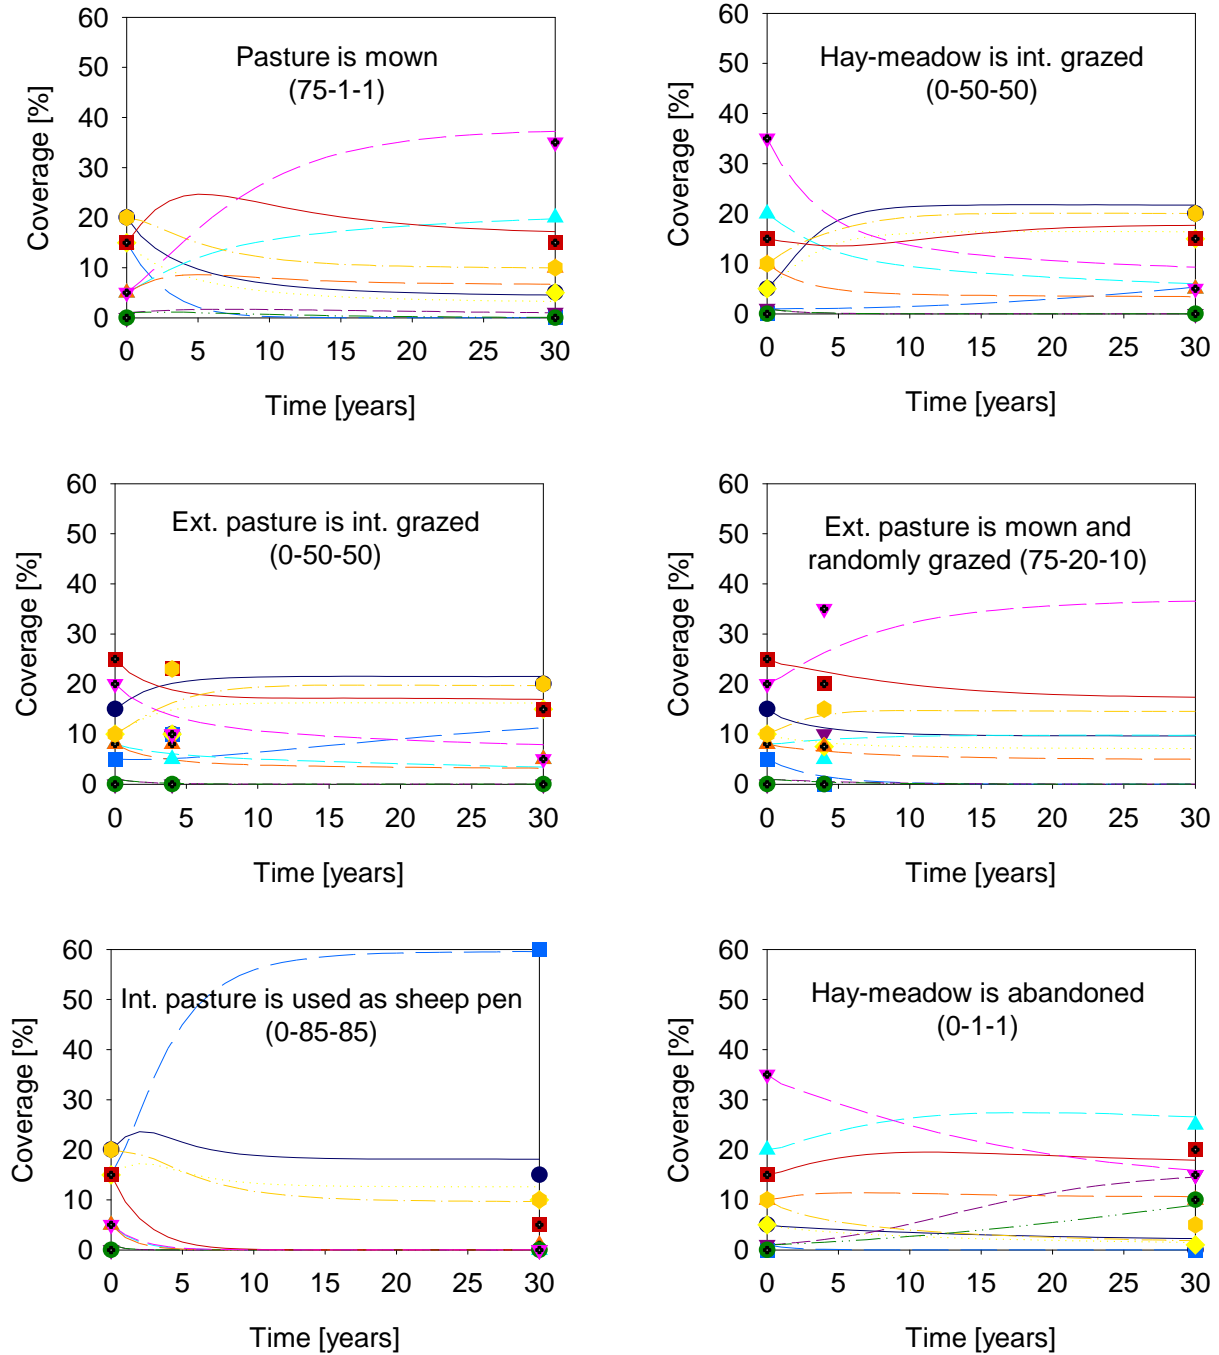 60
50
40
30
20
10
0
Coverage [%]
Pasture is mown
(75-1-1)
0 5 10 15 20 25 30
Time [years]
60
50
40
30
20
10
0
Coverage [%]
Hay-meadow is int. grazed
(0-50-50)
0 5 10 15 20 25 30
Time [years]
60
50
40
30
20
10
0
Coverage [%]
Ext. pasture is int. grazed
(0-50-50)
0 5 10 15 20 25 30
Time [years]
60
50
40
30
20
10
0
Coverage [%]
Ext. pasture is mown and
randomly grazed (75-20-10)
0 5 10 15 20 25 30
Time [years]
60
50
40
30
20
10
0
Coverage [%]
Int. pasture is used as sheep pen
(0-85-85)
0 5 10 15 20 25 30
Time [years]
60
50
40
30
20
10
0
Coverage [%]
Hay-meadow is abandoned
(0-1-1)
0 5 10 15 20 25 30
Time [years]